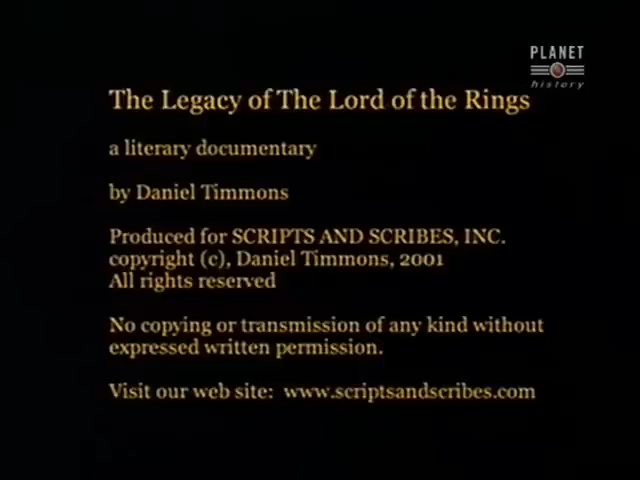 PLANET
history
The Legacy of The Lord of the Rings
a literary documentary
by Daniel Timmons
Produced for SCRIPTS AND SCRIBES, INC.
copyright (c), Daniel Timmons, 2001
All rights reserved
No copying or transmission of any kind without
expressed written permission.
Visit our web site: www.scriptsandscribes.com